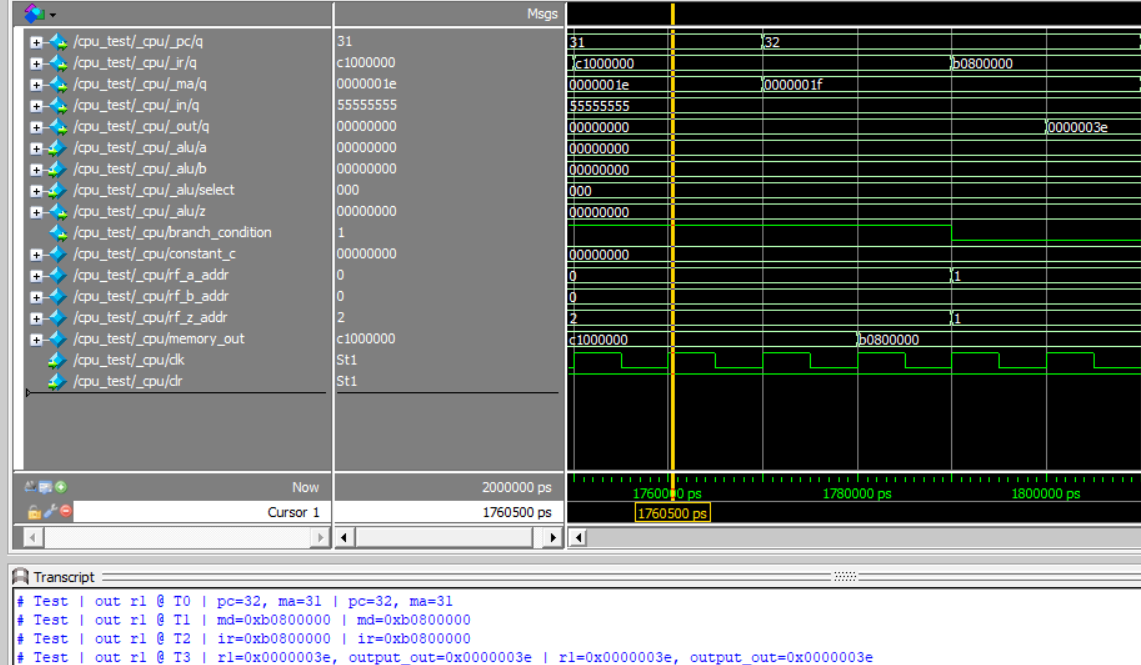 Msgs
/cpu_test/_cpu/_pc/q 31 31 32
/cpu_test/_cpu/_ir/q c1000000 c1000000 b0800000
/cpu_test/_cpu/_ma/q 0000001e 0000001e 0000001f
/cpu_test/_cpu/_in/q 55555555 55555555
/cpu_test/_cpu/_out/q 00000000 00000000 0000003e
/cpu_test/_cpu/_alu/a 00000000 00000000
/cpu_test/_cpu/_alu/b 00000000 00000000
/cpu_test/_cpu/_alu/select 000 000
/cpu_test/_cpu/_alu/z 00000000 00000000
/cpu_test/_cpu/branch_condition 1
/cpu_test/_cpu/constant_c 00000000 00000000
/cpu_test/_cpu/rf_a_addr 0 0 1
/cpu_test/_cpu/rf_b_addr 0 0
/cpu_test/_cpu/rf_z_addr 2 2 1
/cpu_test/_cpu/memory_out c1000000 c1000000 b0800000
/cpu_test/_cpu/clk St1
/cpu_test/_cpu/clr St1
Now 2000000 ps 1760000 ps 1780000 ps 1800000 ps
Cursor 1 1760500 ps 1760500 ps
Transcript
# Test | out r1 @ T0 | pc=32, ma=31 | pc=32, ma=31
# Test | out r1 @ T1 | md=0xb0800000 | md=0xb0800000
# Test | out r1 @ T2 | ir=0xb0800000 | ir=0xb0800000
# Test | out r1 @ T3 | r1=0x0000003e, output_out=0x0000003e | r1=0x0000003e, output_out=0x0000003e